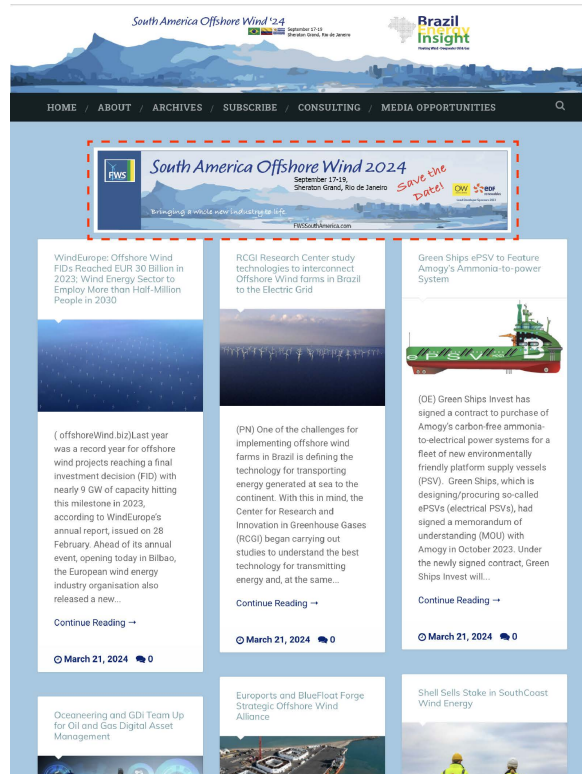 South America Offshore Wind '24
September 17-19
Sheraton Grand, Rio de Janeiro
Brazil
Energy
Insight
HOME / ABOUT / ARCHIVES / SUBSCRIBE / CONSULTING / MEDIA OPPORTUNITIES
FWS
South America Offshore Wind 2024
September 17-19,
Sheraton Grand, Rio de Janeiro
Save the
Date!
OW
eDF
Bringing a whole new industry to life
FWSSouthAmerica.com
WindEurope: Offshore Wind
FIDs Reached EUR 30 Billion in
2023; Wind Energy Sector to
Employ More than Half-Million
People in 2030
( offshoreWind.biz)Last year
was a record year for offshore
wind projects reaching a final
investment decision (FID) with
nearly 9 GW of capacity hitting
this milestone in 2023,
according to WindEurope's
annual report, issued on 28
February. Ahead of its annual
event, opening today in Bilbao,
the European wind energy
industry organisation also
released a new...
Continue Reading →
March 21, 2024 0
Oceaneering and GDi Team Up
for Oil and Gas Digital Asset
Management
RCGI Research Center study
technologies to interconnect
Offshore Wind farms in Brazil
to the Electric Grid
(PN) One of the challenges for
implementing offshore wind
farms in Brazil is defining the
technology for transporting
energy generated at sea to the
continent. With this in mind, the
Center for Research and
Innovation in Greenhouse Gases
(RCGI) began carrying out
studies to understand the best
technology for transmitting
energy and, at the same...
Continue Reading →
March 21, 2024 0
Euroports and BlueFloat Forge
Strategic Offshore Wind
Alliance
Green Ships ePSV to Feature
Amogy's Ammonia-to-power
System
ePSV
(OE) Green Ships Invest has
signed a contract to purchase of
Amogy's carbon-free ammonia-
to-electrical power systems for a
fleet of new environmentally
friendly platform supply vessels
(PSV). Green Ships, which is
designing/procuring so-called
ePSVs (electrical PSVs), had
signed a memorandum of
understanding (MOU) with
Amogy in October 2023. Under
the newly signed contract, Green
Ships Invest will...
Continue Reading →
March 21, 2024 0
Shell Sells Stake in SouthCoast
Wind Energy